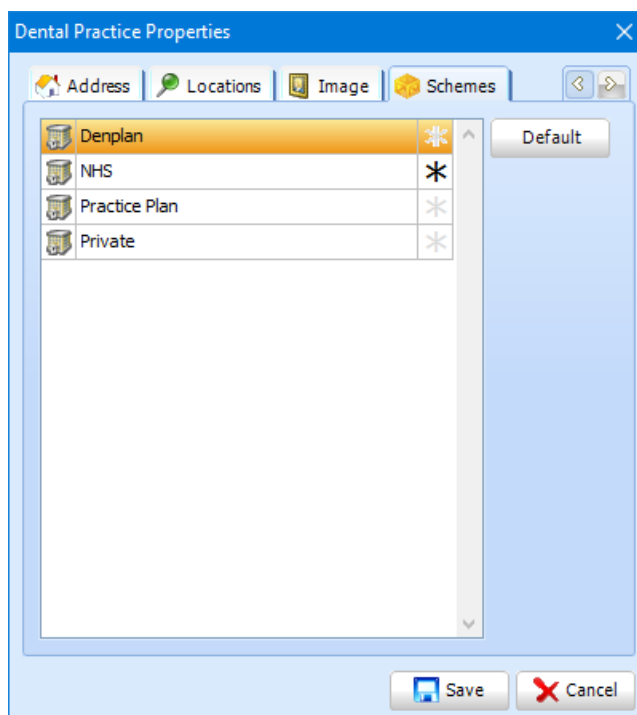 Dental Practice Properties
Address Locations Image Schemes
Denplan
Default
NHS
Practice Plan
Private
Save Cancel